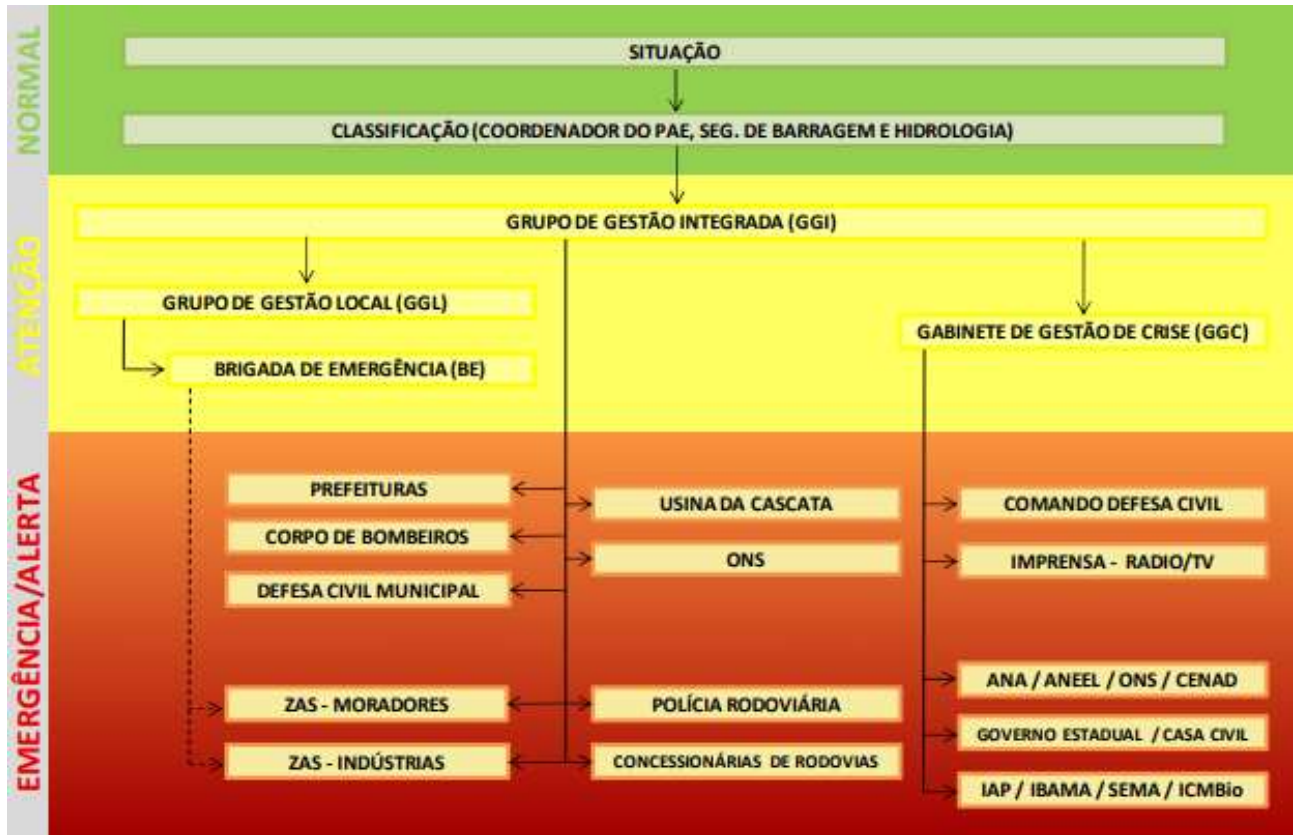 NORMAL
SITUAÇÃO
CLASSIFICAÇÃO (COORDENADOR DO PAE, SEG. DE BARRAGEM E HIDROLOGIA)
ATENÇÃO
GRUPO DE GESTÃO INTEGRADA (GGI)
GRUPO DE GESTÃO LOCAL (GGL)
GABINETE DE GESTÃO DE CRISE (GGC)
BRIGADA DE EMERGÊNCIA (BE)
EMERGÊNCIA/ALERTA
PREFEITURAS
CORPO DE BOMBEIROS
DEFESA CIVIL MUNICIPAL
ZAS - MORADORES
ZAS - INDÚSTRIAS
USINA DA CASCATA
ONS
POLÍCIA RODOVIÁRIA
CONCESSIONÁRIAS DE RODOVIAS
COMANDO DEFESA CIVIL
IMPRENSA - RADIO/TV
ANA / ANEEL / ONS / CENAD
GOVERNO ESTADUAL / CASA CIVIL
IAP / IBAMA / SEMA / ICMBio